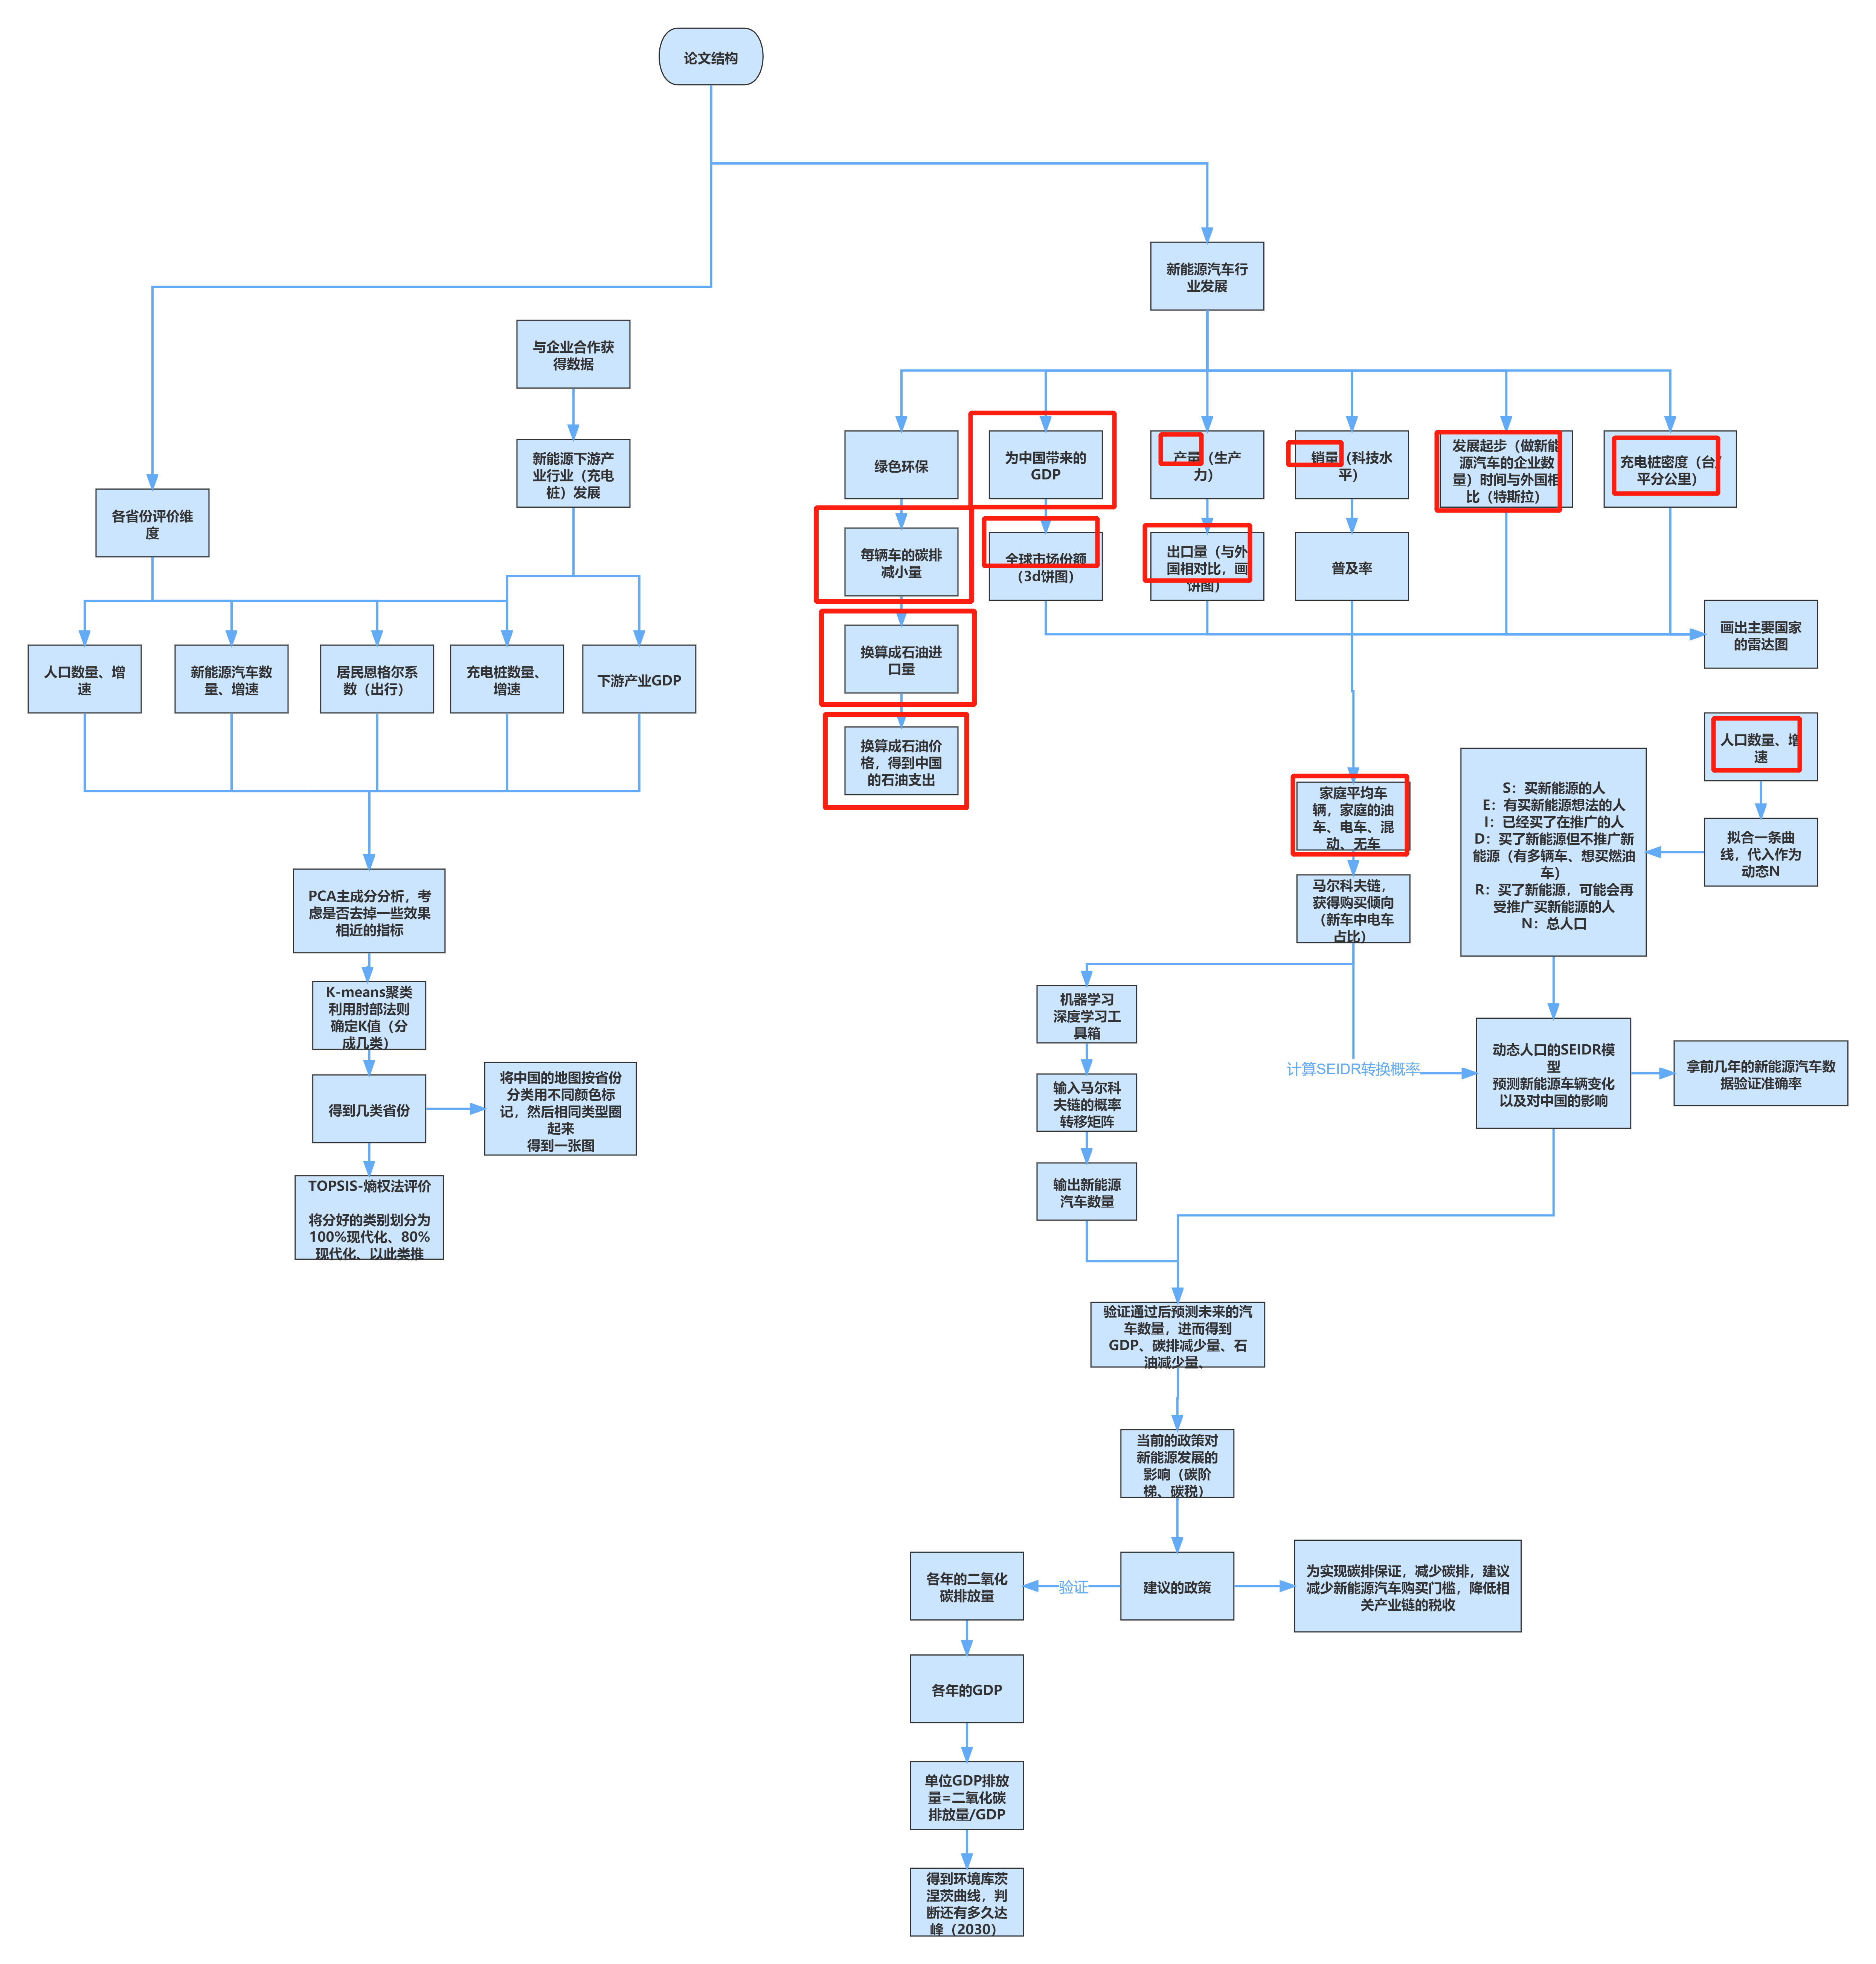 论文结构
新能源汽车行
业发展
与企业合作获
得数据
新能源下游产
业行业（充电
桩）发展
各省份评价维
度
人口数量、增
速
新能源汽车数
量、增速
居民恩格尔系
数（出行）
充电桩数量、
增速
下游产业GDP
PCA主成分分析，考
虑是否去掉一些效果
相近的指标
K-means聚类
利用肘部法则
确定K值（分
成几类）
得到几类省份
将中国的地图按省份
分类用不同颜色标
记，然后相同类型圈
起来
得到一张图
TOPSIS-熵权法评价
将分好的类别划分为
100%现代化、80%
现代化、以此类推
绿色环保
每辆车的碳排
减小量
换算成石油进
口量
换算成石油价
格，得到中国
的石油支出
为中国带来的
GDP
全球市场份额
（3d饼图）
产量（生产
力）
出口量（与外
国相对比，画
饼图）
销量（科技水
平）
普及率
发展起步（做新能
源汽车的企业数
量）时间与外国相
比（特斯拉）
充电桩密度（台/
平分公里）
画出主要国家
的雷达图
人口数量、增
速
拟合一条曲
线，代入作为
动态N
S：买新能源的人
E：有买新能源想法的人
I：已经买了在推广的人
D：买了新能源但不推广新
能源（有多辆车、想买燃油
车）
R：买了新能源，可能会再
受推广买新能源的人
N：总人口
家庭平均车
辆，家庭的油
车、电车、混
动、无车
马尔科夫链，
获得购买倾向
（新车中电车
占比）
机器学习
深度学习工
具箱
输入马尔科
夫链的概率
转移矩阵
输出新能源
汽车数量
计算SEIDR转换概率
动态人口的SEIDR模
型
预测新能源车辆变化
以及对中国的影响
拿前几年的新能源汽车数
据验证准确率
验证通过后预测未来的汽
车数量，进而得到
GDP、碳排减少量、石
油减少量、
当前的政策对
新能源发展的
影响（碳阶
梯、碳税）
建议的政策
验证
为实现碳排保证，减少碳排，建议
减少新能源汽车购买门槛，降低相
关产业链的税收
各年的二氧化
碳排放量
各年的GDP
单位GDP排放
量=二氧化碳
排放量/GDP
得到环境库茨
涅茨曲线，判
断还有多久达
峰（2030）